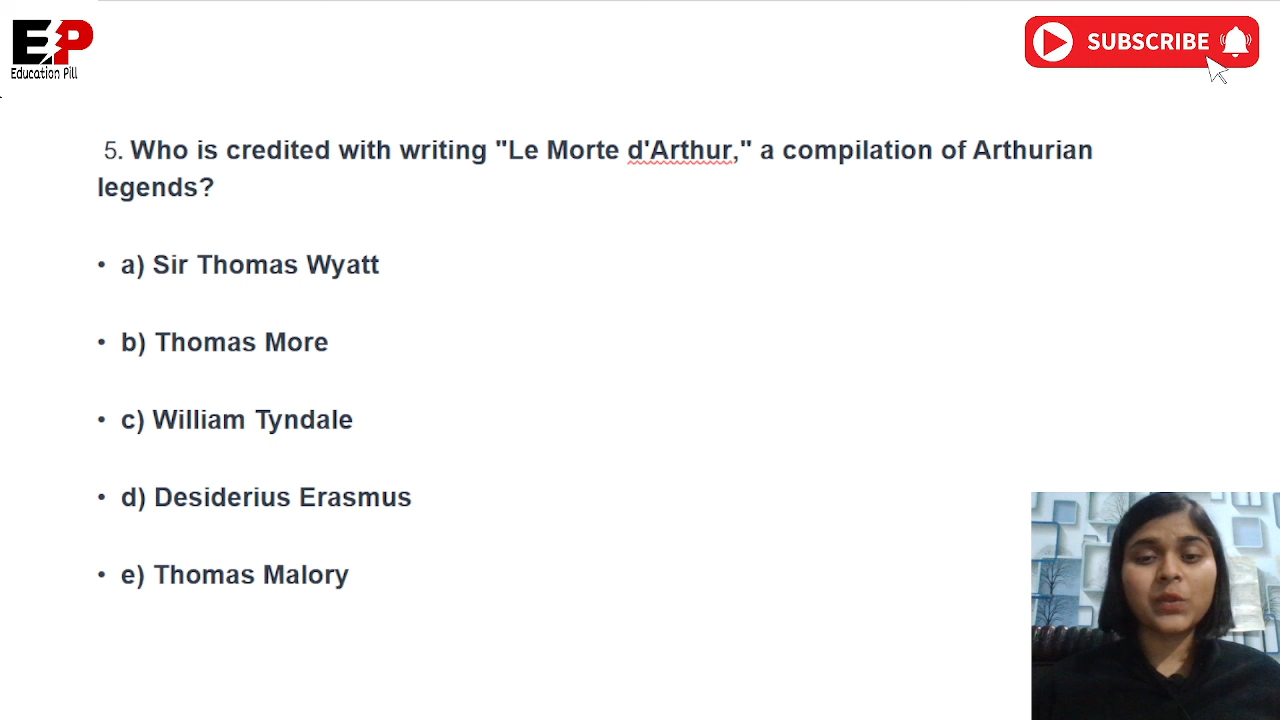 EP
Education Pill
SUBSCRIBE
5. Who is credited with writing "Le Morte d'Arthur," a compilation of Arthurian
legends?
• a) Sir Thomas Wyatt
• b) Thomas More
• c) William Tyndale
• d) Desiderius Erasmus
• e) Thomas Malory